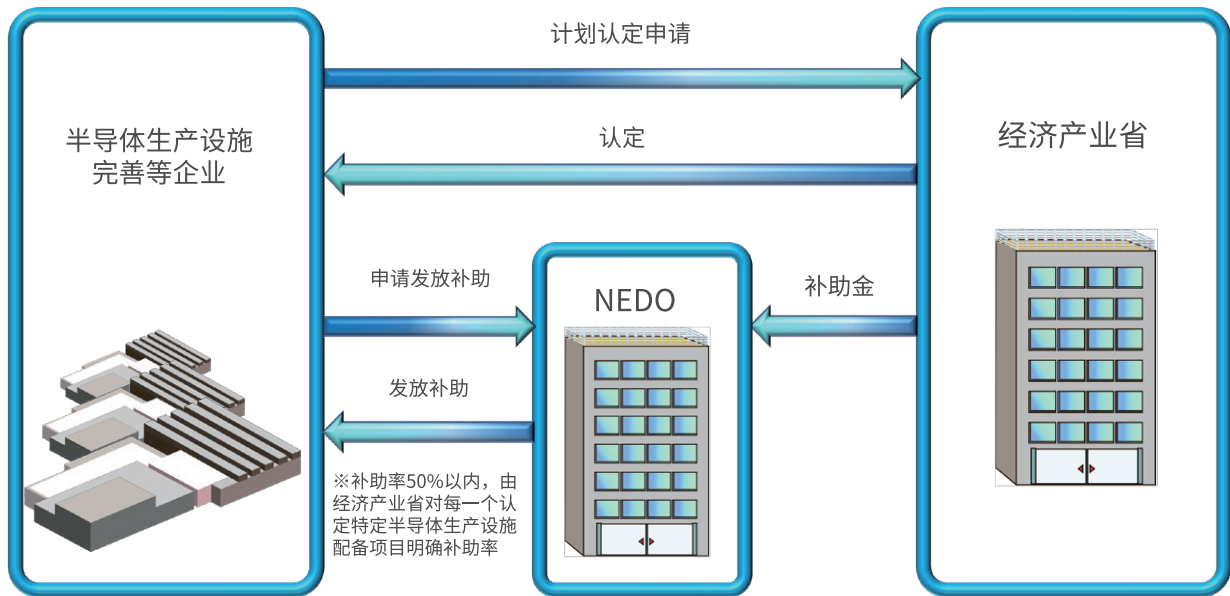 计划认定申请
半导体生产设施
完善等企业
认定
经济产业省
申请发放补助
NEDO
补助金
发放补助
※补助率50%以内，由
经济产业省对每一个认
定特定半导体生产设施
配备项目明确补助率